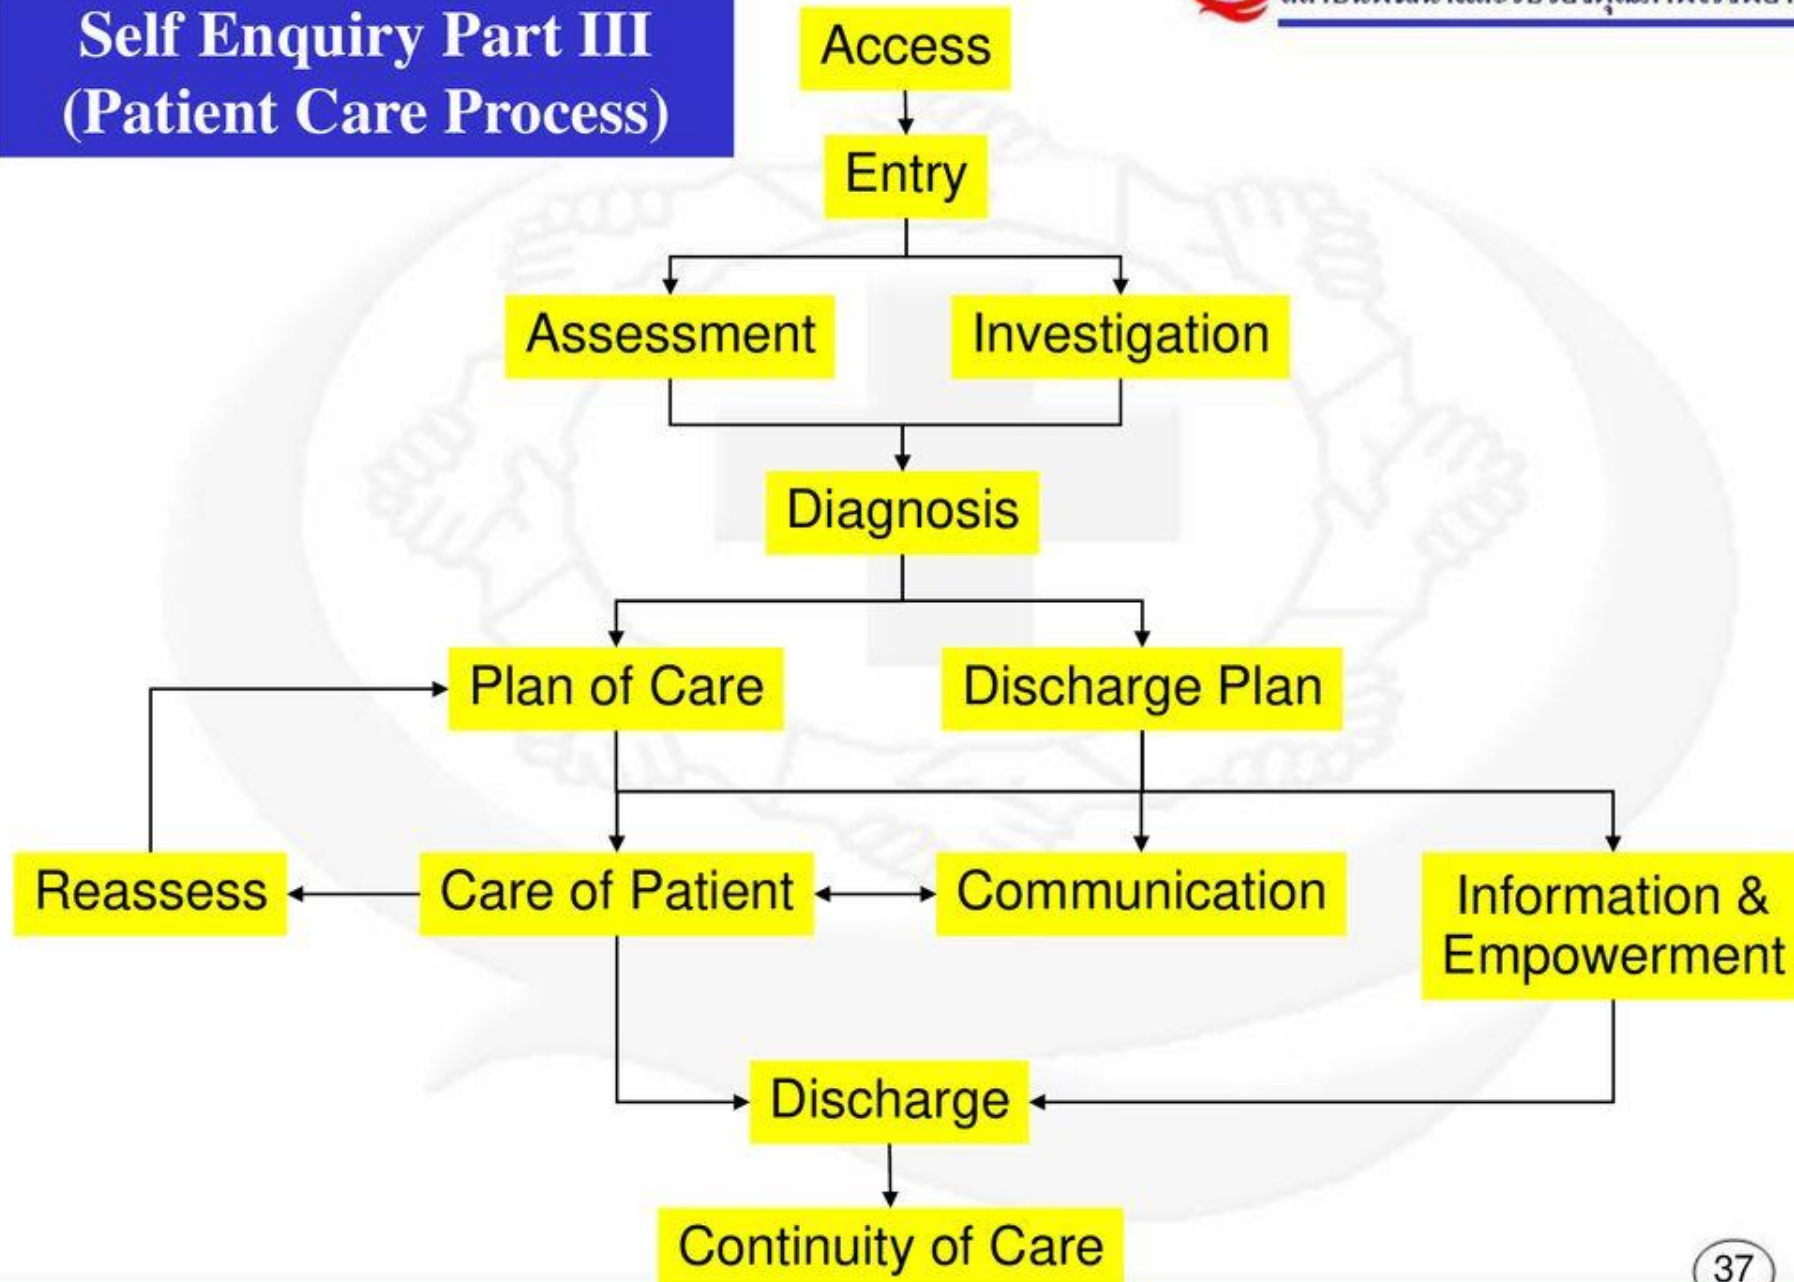 Self Enquiry Part III
(Patient Care Process)
Access
Entry
Assessment
Investigation
Diagnosis
Plan of Care
Discharge Plan
Reassess
Care of Patient
Communication
Information &
Empowerment
Discharge
Continuity of Care
37